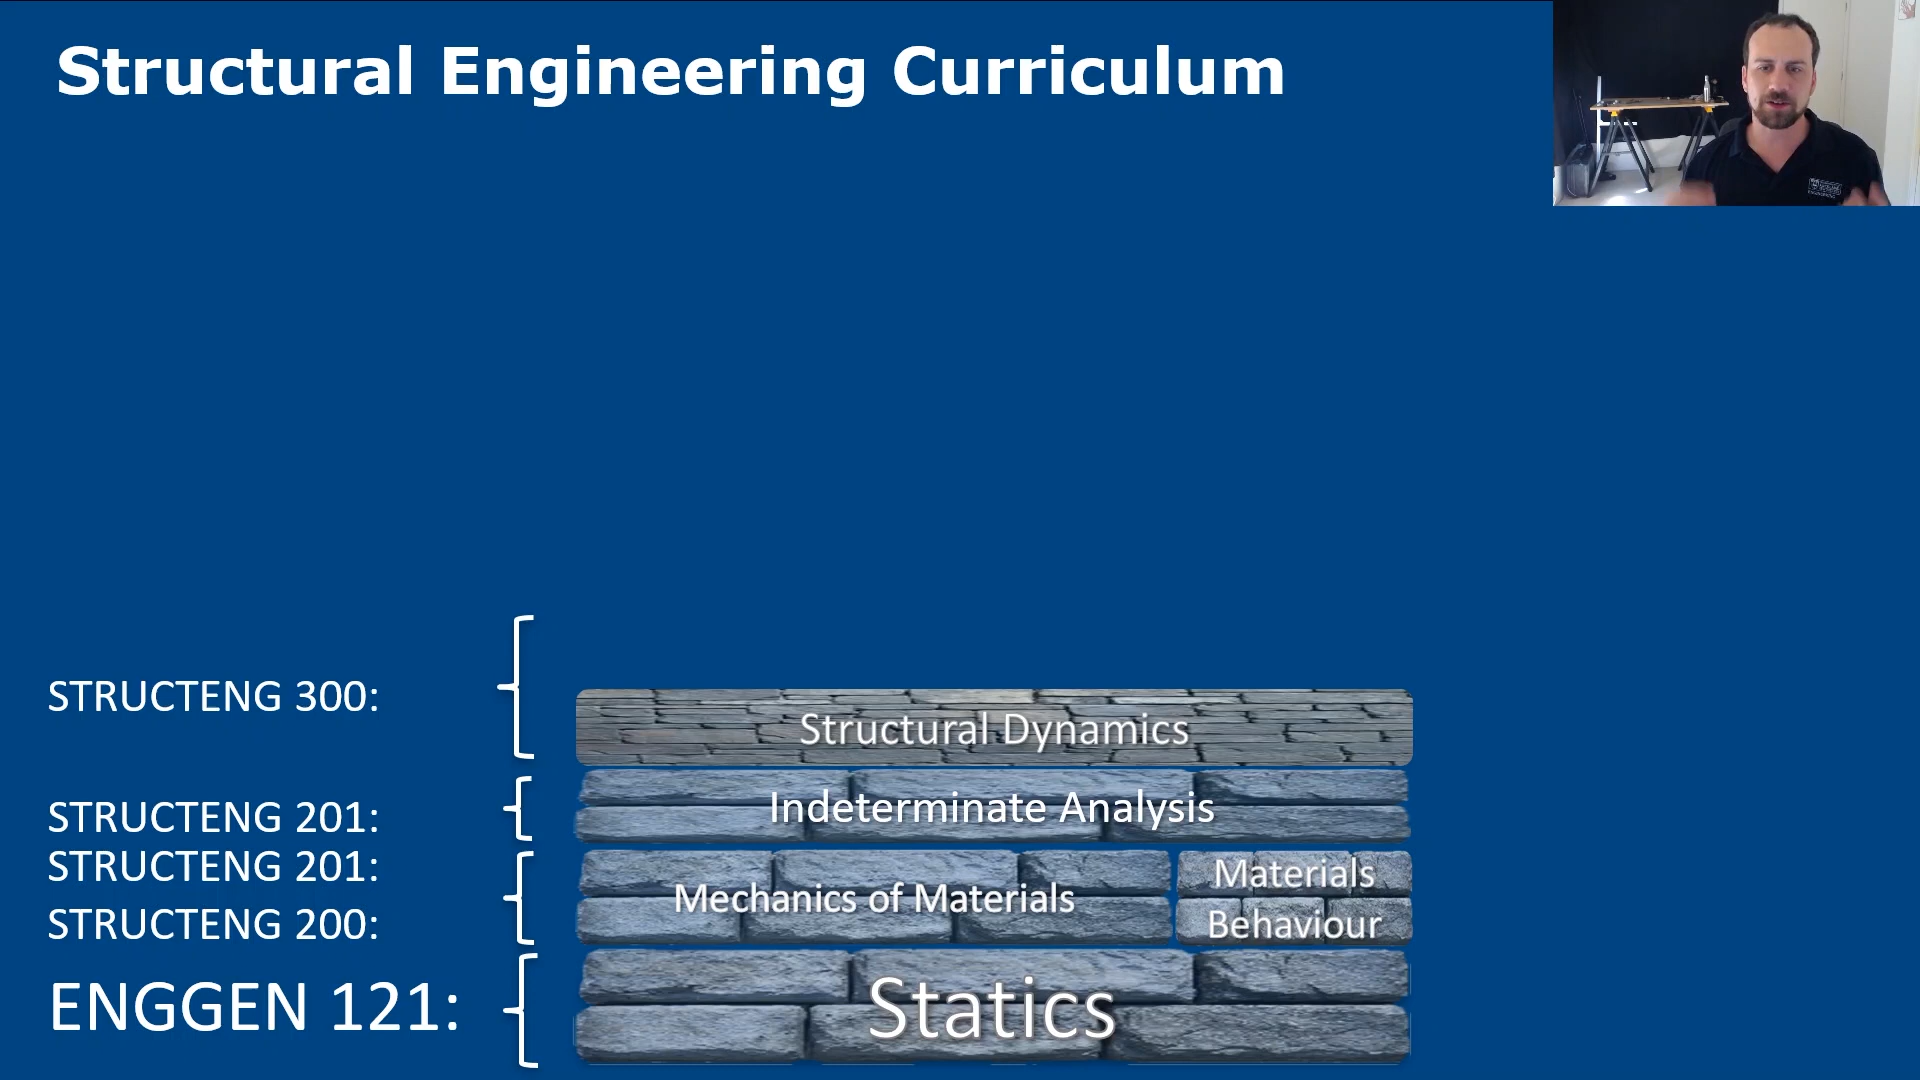 Structural Engineering Curriculum
STRUCTENG 300:
Structural Dynamics
STRUCTENG 201:
Indeterminate Analysis
STRUCTENG 201:
STRUCTENG 200:
Mechanics of Materials
Materials
Behaviour
ENGGEN 121:
Statics